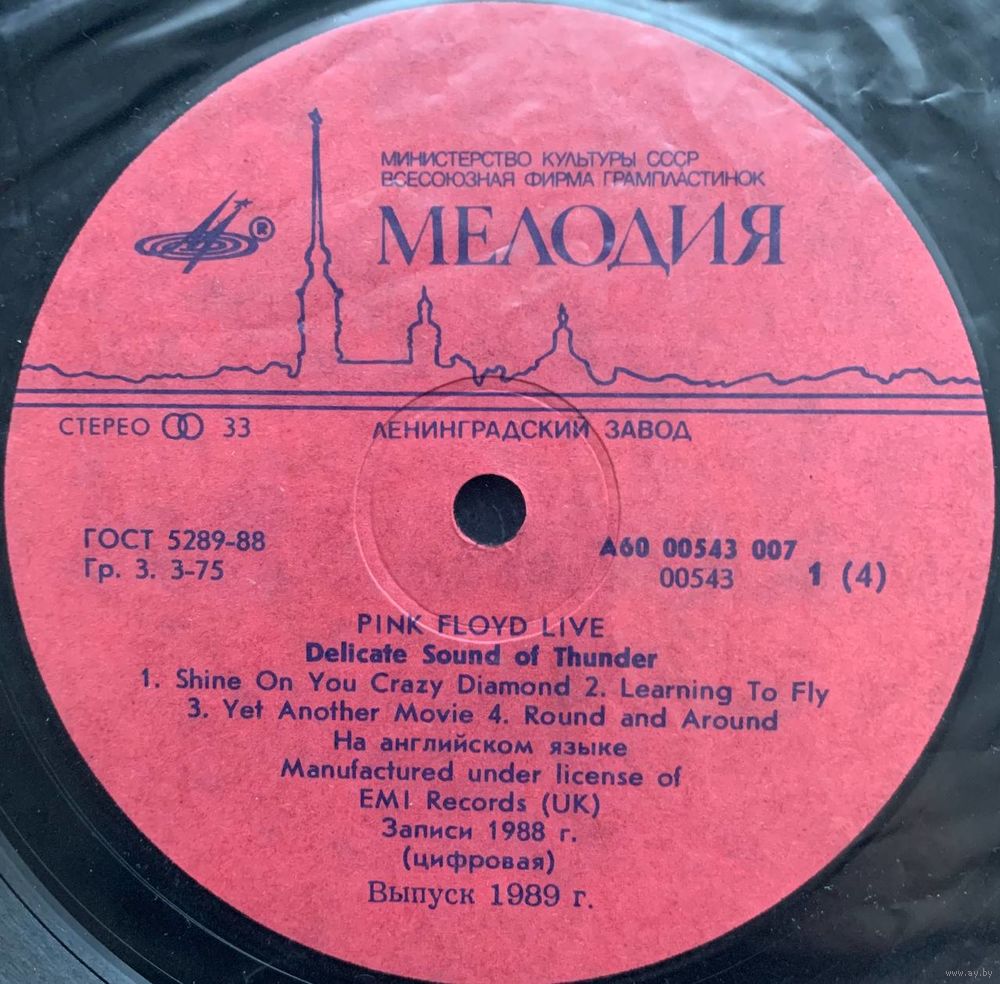 МИНИСТЕРСТВО КУЛЬТУРЫ СССР
ВСЕСОЮЗНАЯ ФИРМА ГРАМПЛАСТИНОК
МЕЛОДИЯ
®
СТЕРЕО 33
ЛЕНИНГРАДСКИЙ ЗАВОД
ГОСТ 5289-88
Гр. 3. 3-75
А60 00543 007
00543 1 (4)
PINK FLOYD LIVE
Delicate Sound of Thunder
1. Shine On You Crazy Diamond 2. Learning To Fly
3. Yet Another Movie 4. Round and Around
На английском языке
Manufactured under license of
EMI Records (UK)
Записи 1988 г.
(цифровая)
Выпуск 1989 г.
www.ay.by